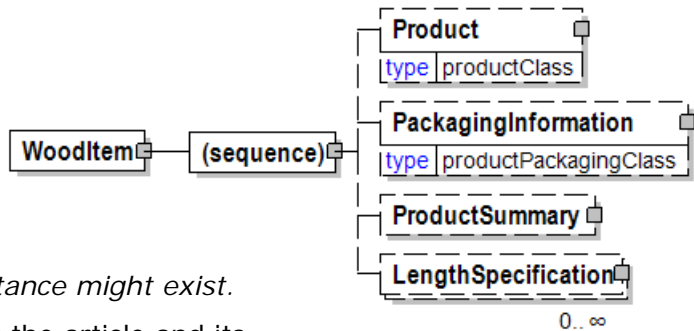 Product
type productClass
PackagingInformation
type productPackagingClass
WoodItem
(sequence)
ProductSummary
LengthSpecification
0.. ∞
tance might exist.
the article and its